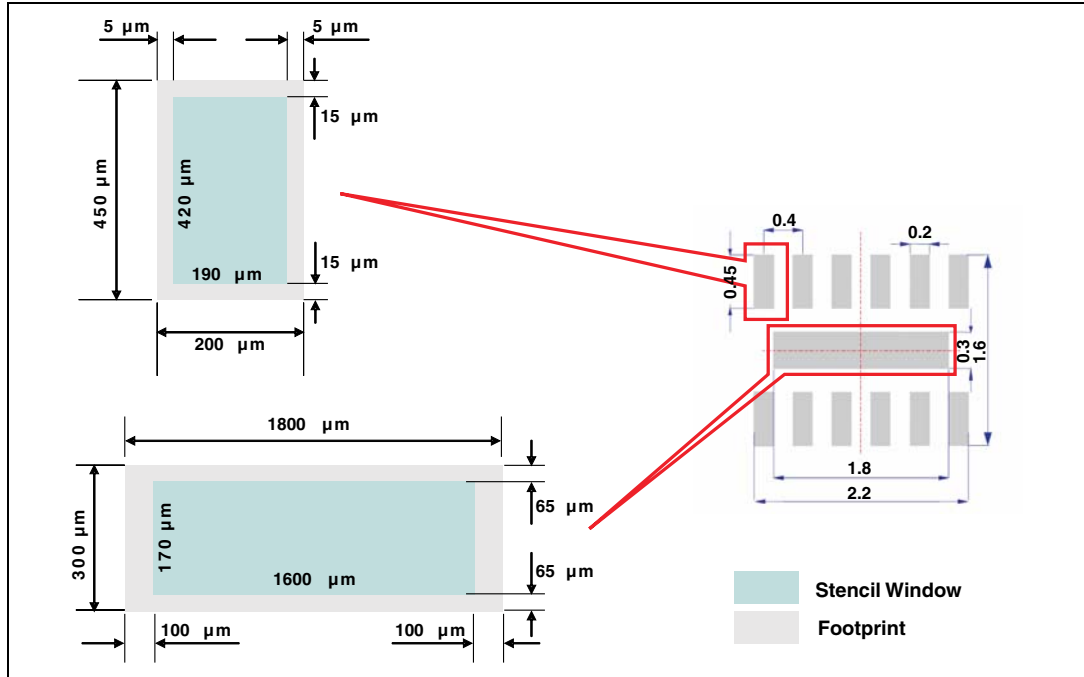 5 µm
5 µm
15 µm
450 µm
420 µm
15 µm
190 µm
200 µm
0.4
0.2
0.45
0.3
1.6
1.8
2.2
1800 µm
300 µm
170 µm
65 µm
65 µm
1600 µm
100 µm
100 µm
Stencil Window
Footprint